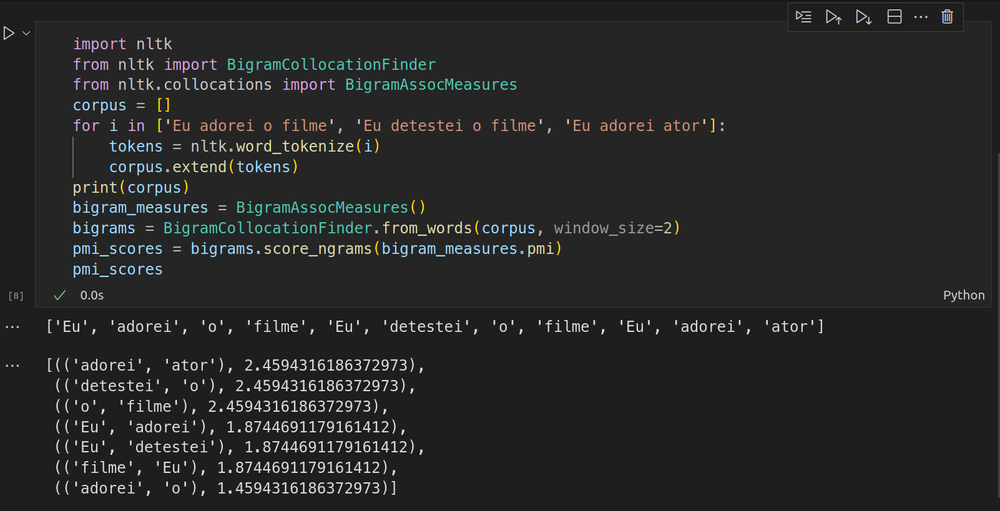 import nltk
from nltk import BigramCollocationFinder
from nltk.collocations import BigramAssocMeasures
corpus = []
for i in ['Eu adorei o filme', 'Eu detestei o filme', 'Eu adorei ator']:
    tokens = nltk.word_tokenize(i)
    corpus.extend(tokens)
print(corpus)
bigram_measures = BigramAssocMeasures()
bigrams = BigramCollocationFinder.from_words(corpus, window_size=2)
pmi_scores = bigrams.score_ngrams(bigram_measures.pmi)
pmi_scores
[8] 0.0s Python
['Eu', 'adorei', 'o', 'filme', 'Eu', 'detestei', 'o', 'filme', 'Eu', 'adorei', 'ator']
[(('adorei', 'ator'), 2.4594316186372973),
 (('detestei', 'o'), 2.4594316186372973),
 (('o', 'filme'), 2.4594316186372973),
 (('Eu', 'adorei'), 1.8744691179161412),
 (('Eu', 'detestei'), 1.8744691179161412),
 (('filme', 'Eu'), 1.8744691179161412),
 (('adorei', 'o'), 1.4594316186372973)]